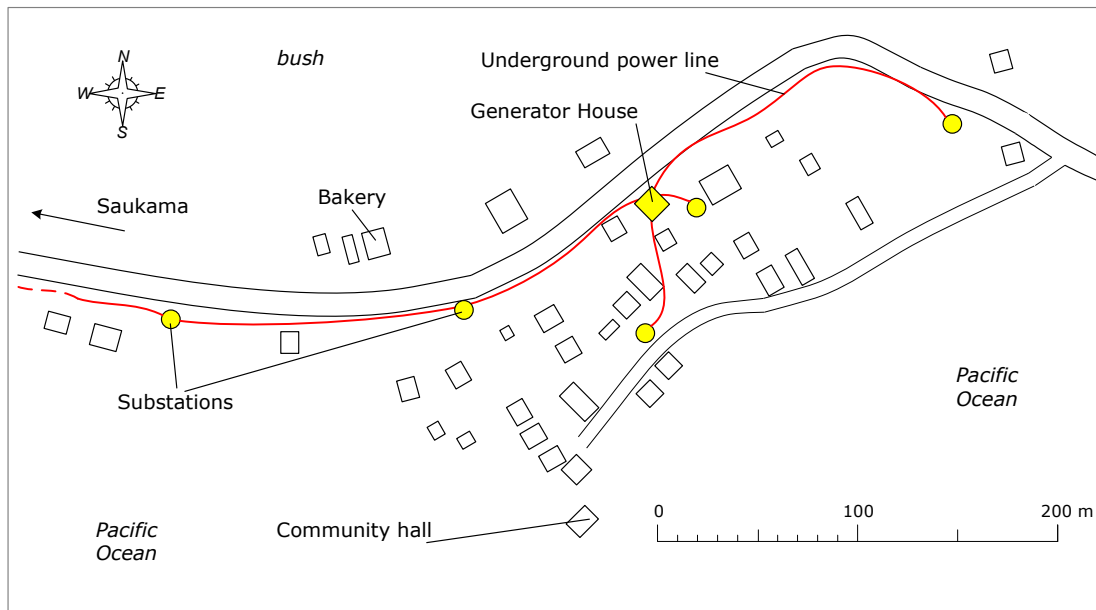 N
bush
Underground power line
W
E
Generator House
S
Saukama
Bakery
Substations
Pacific
Ocean
0
100
200 m
Community hall
Pacific
Ocean